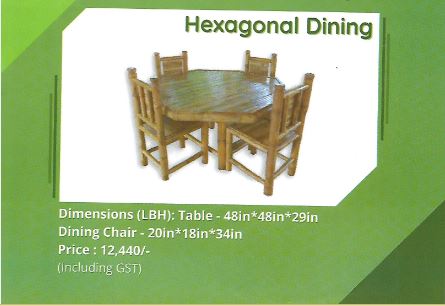 Hexagonal Dining
Dimensions (LBH): Table - 48in*48in*29in
Dining Chair - 20in*18in*34in
Price : 12,440/-
(including GST)